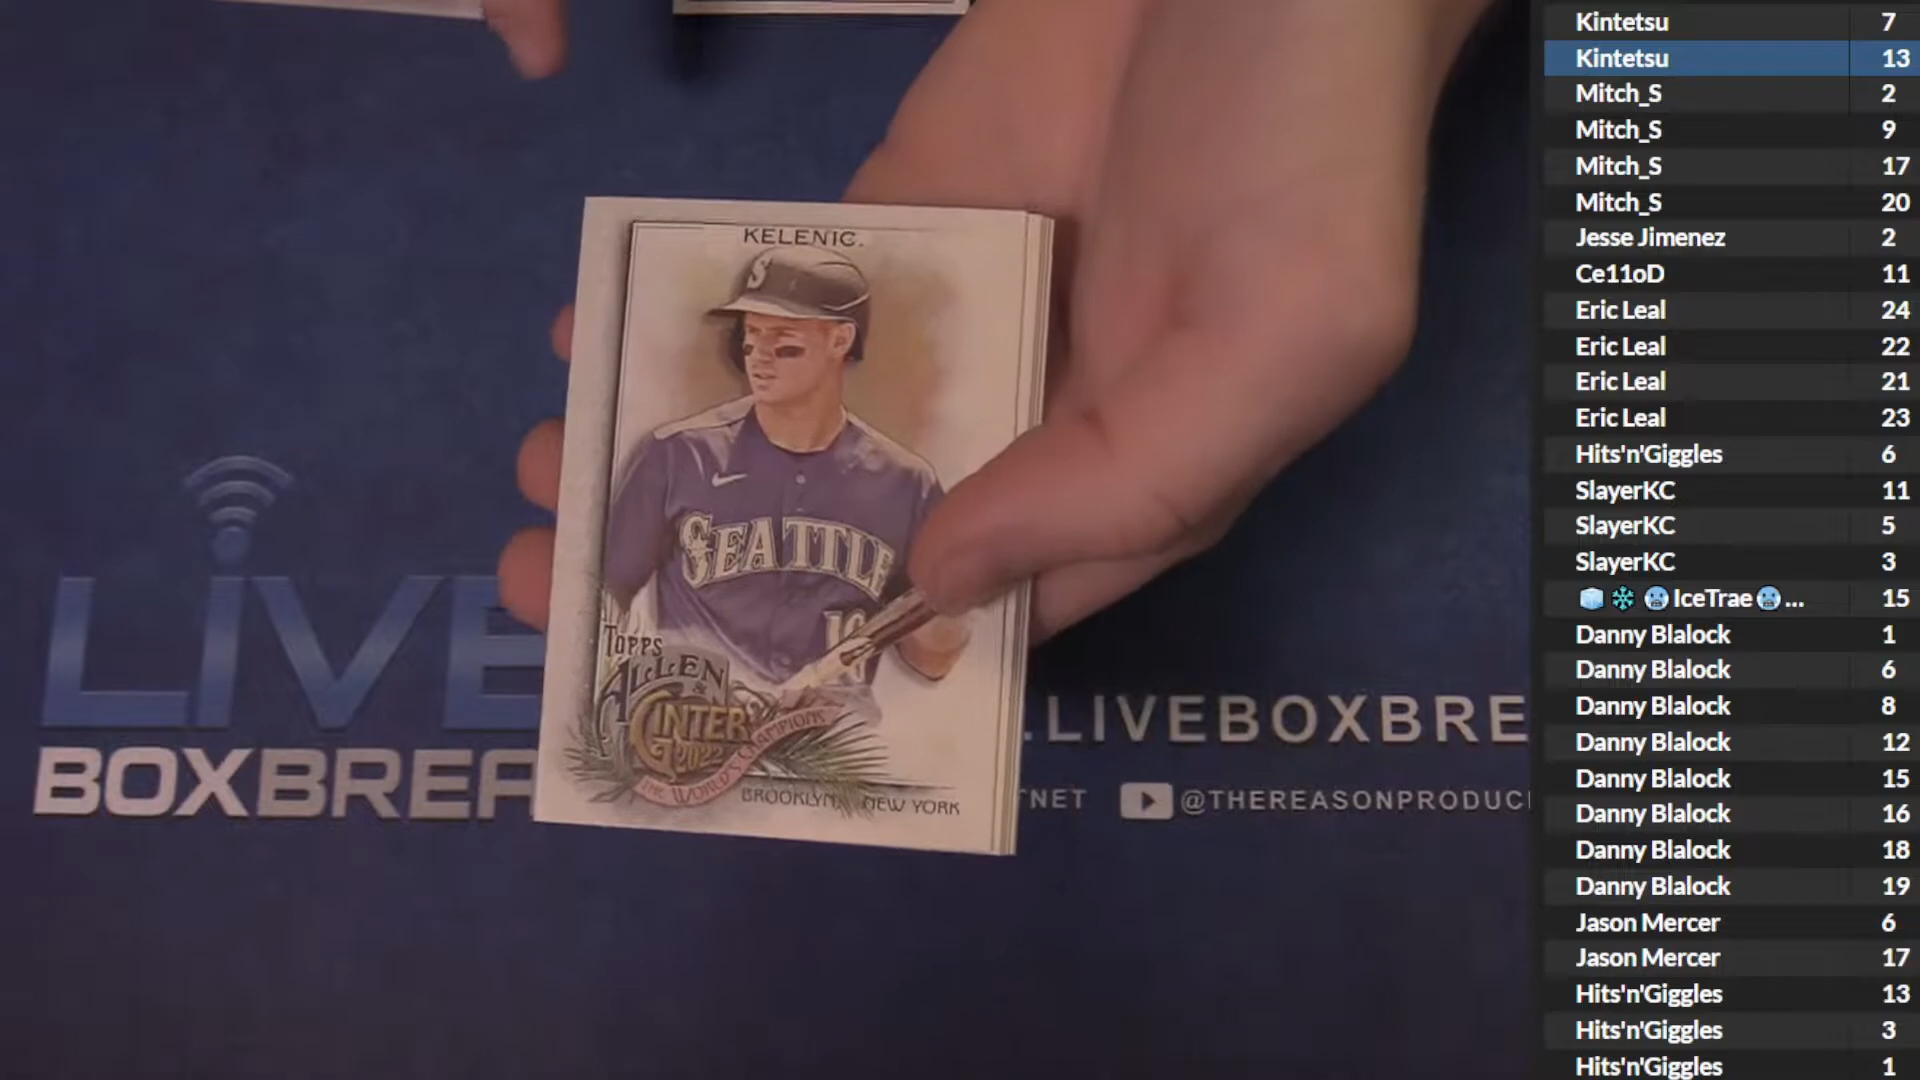 KELENIC.
S
SEATTLE
10
TOPPS
ALLEN
&
GINTER
2022
THE WORLD'S CHAMPIONS
BROOKLYN, NEW YORK
LIVE
BOXBREA
.LIVEBOXBRE
NET
@THEREASONPRODUC
Kintetsu 7
Kintetsu 13
Mitch_S 2
Mitch_S 9
Mitch_S 17
Mitch_S 20
Jesse Jimenez 2
Ce11oD 11
Eric Leal 24
Eric Leal 22
Eric Leal 21
Eric Leal 23
Hits'n'Giggles 6
SlayerKC 11
SlayerKC 5
SlayerKC 3
🧊 ❄️ 🥶 IceTrae 🥶 ... 15
Danny Blalock 1
Danny Blalock 6
Danny Blalock 8
Danny Blalock 12
Danny Blalock 15
Danny Blalock 16
Danny Blalock 18
Danny Blalock 19
Jason Mercer 6
Jason Mercer 17
Hits'n'Giggles 13
Hits'n'Giggles 3
Hits'n'Giggles 1